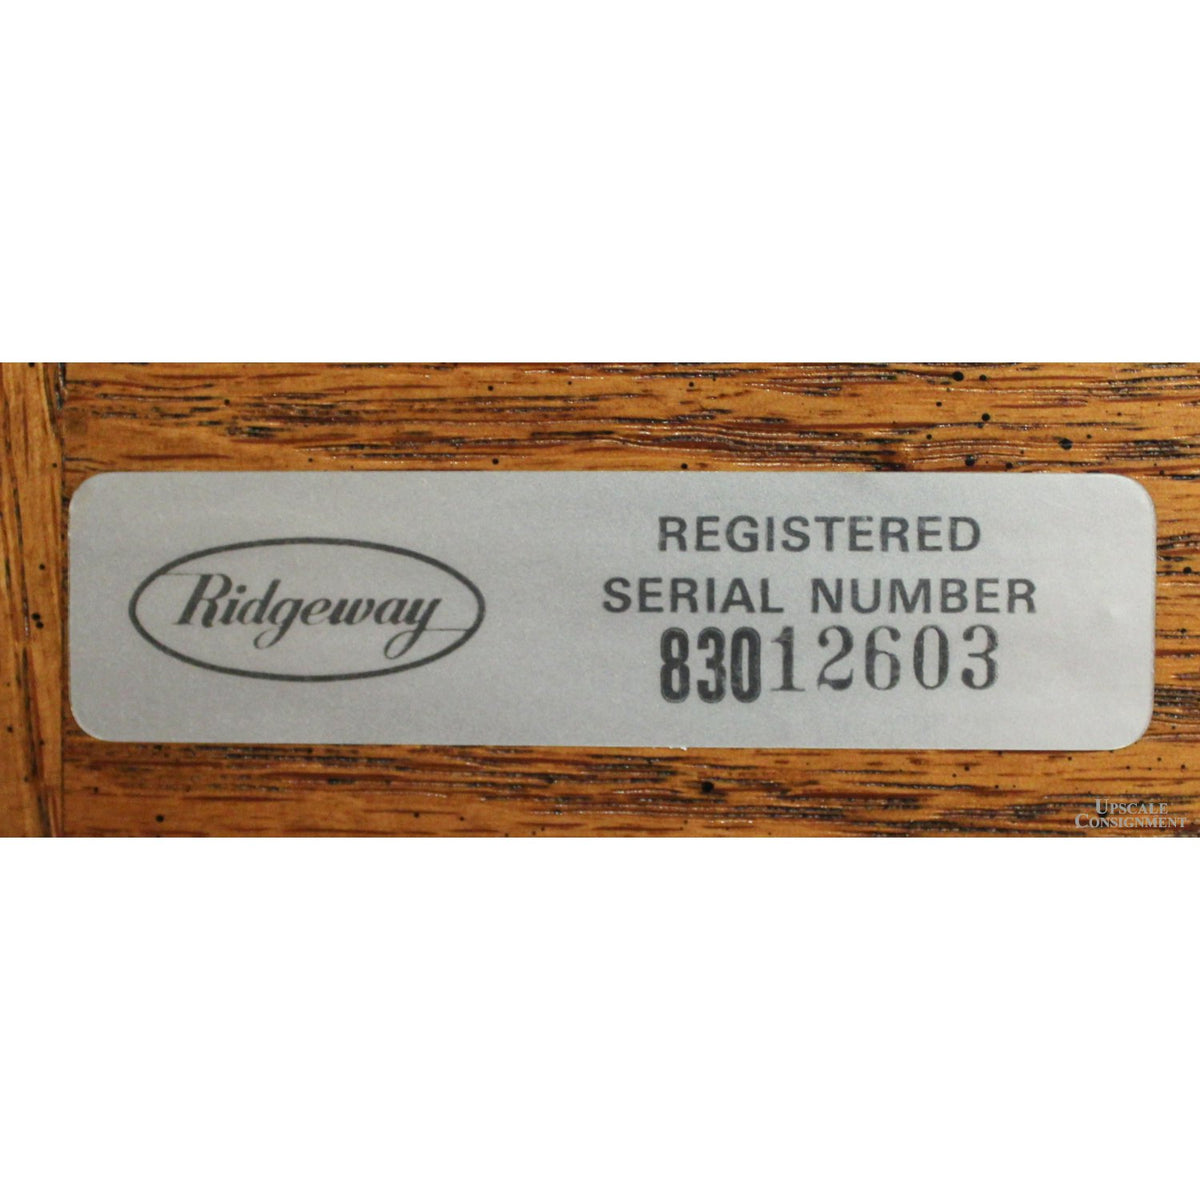 Ridgeway
REGISTERED
SERIAL NUMBER
83012603
UPSCALE
CONSIGNMENT